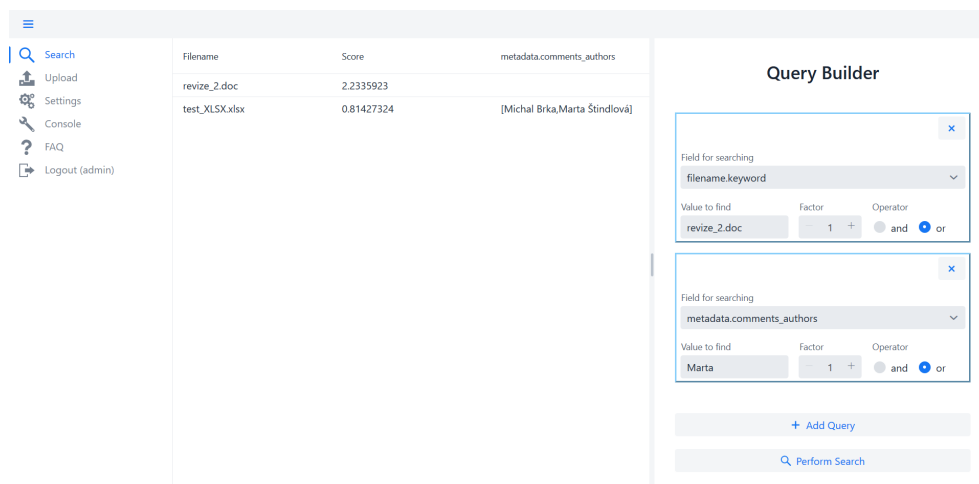 Search
Upload
Settings
Console
FAQ
Logout (admin)
Filename Score metadata.comments_authors
revize_2.doc 2.2335923
test_XLSX.xlsx 0.81427324 [Michal Brka,Marta Štindlová]
Query Builder
Field for searching
filename.keyword
Value to find Factor Operator
revize_2.doc − 1 + and or
Field for searching
metadata.comments_authors
Value to find Factor Operator
Marta − 1 + and or
+ Add Query
Perform Search